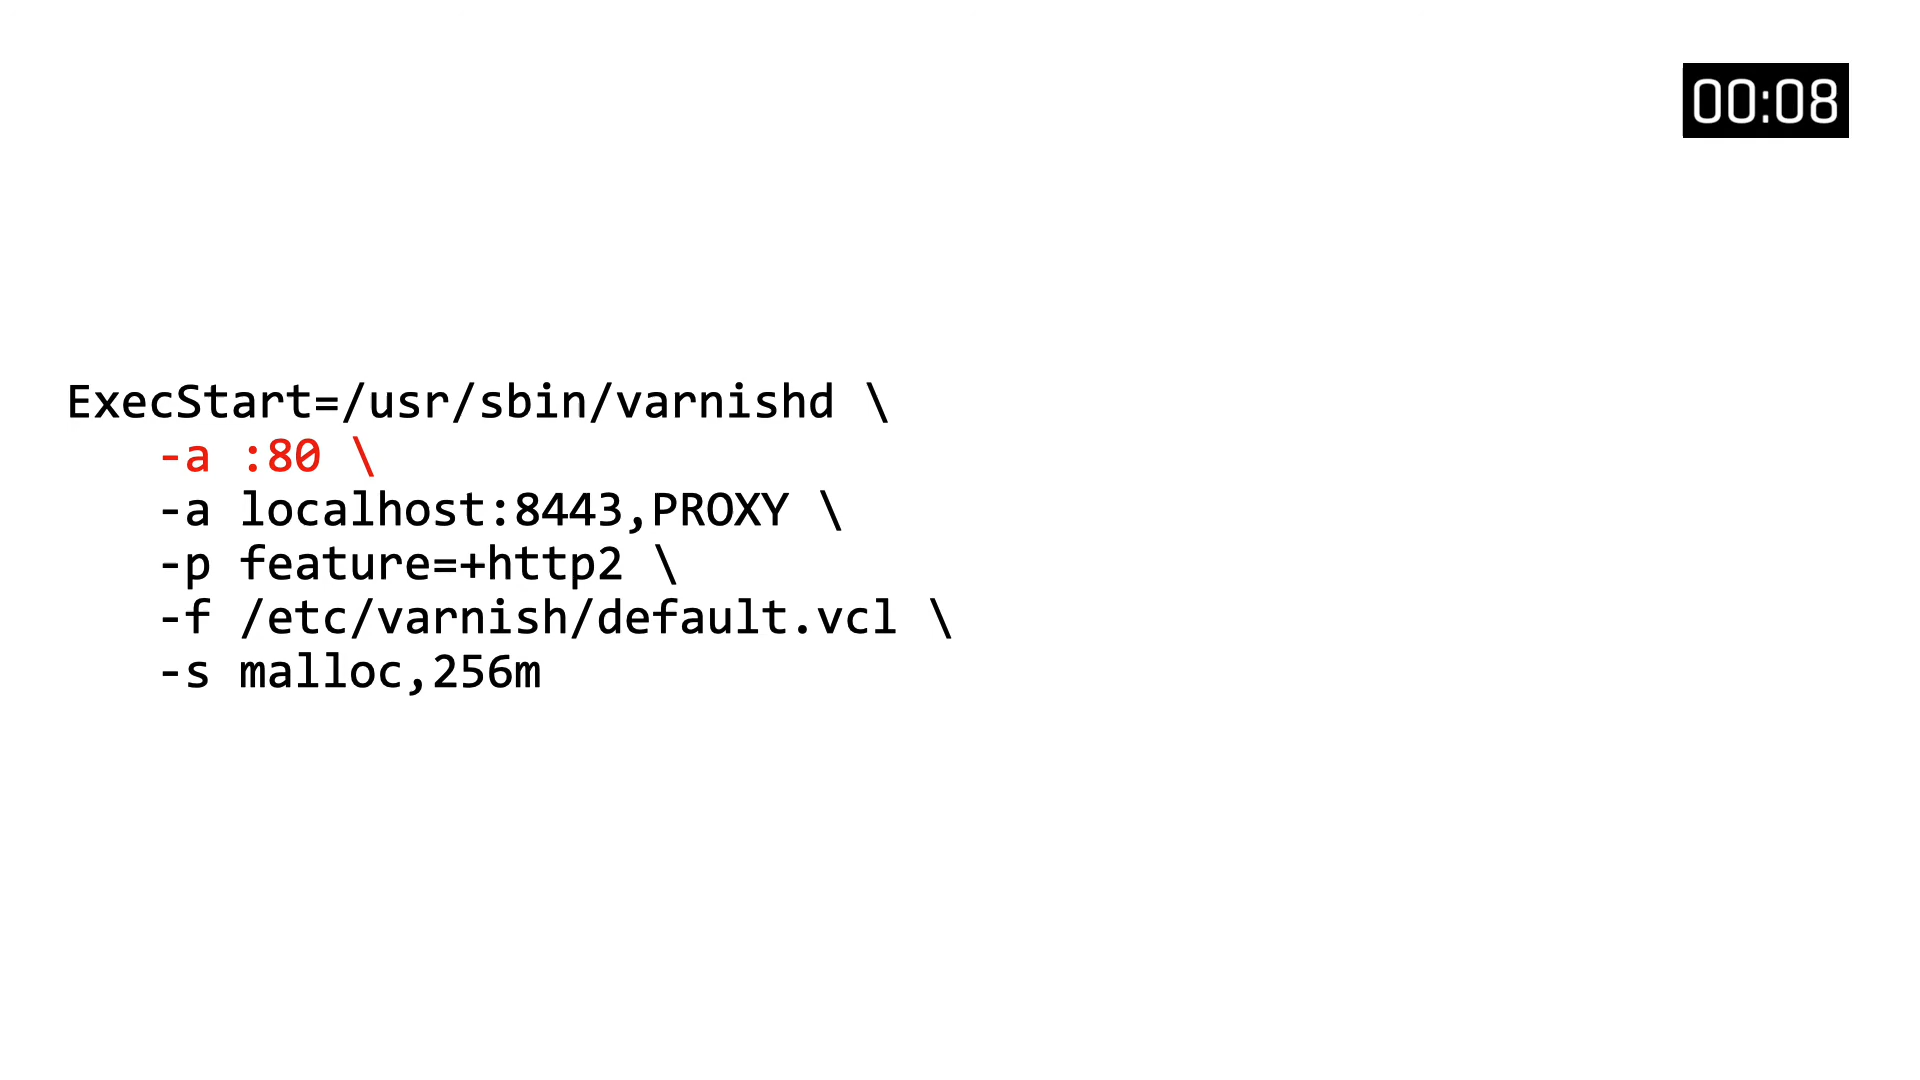 00:08
ExecStart=/usr/sbin/varnishd \
-a :80 \
-a localhost:8443,PROXY \
-p feature=+http2 \
-f /etc/varnish/default.vcl \
-s malloc,256m